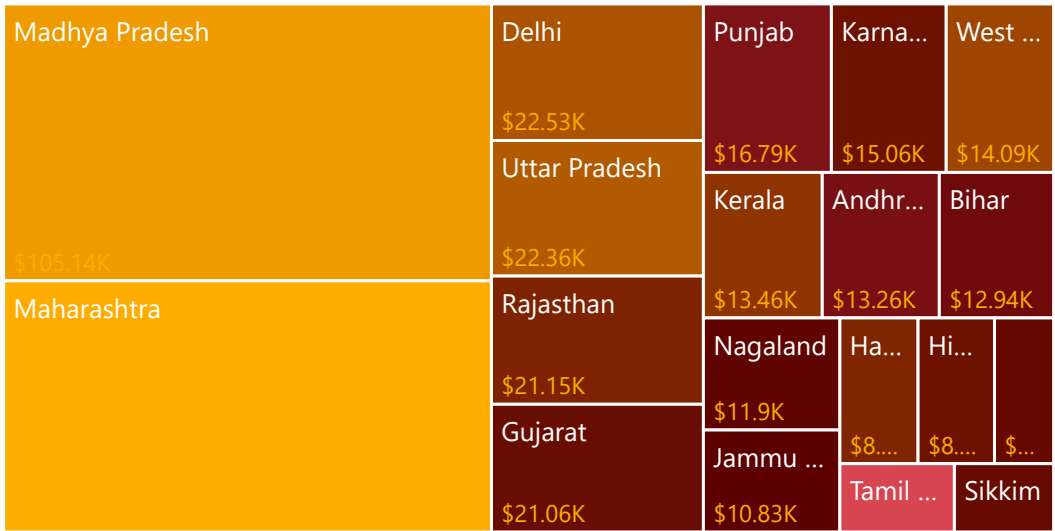 Madhya Pradesh
$105.14K
Maharashtra
Delhi
$22.53K
Uttar Pradesh
$22.36K
Rajasthan
$21.15K
Gujarat
$21.06K
Punjab
$16.79K
Karna...
$15.06K
West ...
$14.09K
Kerala
$13.46K
Andhr...
$13.26K
Bihar
$12.94K
Nagaland
$11.9K
Jammu ...
$10.83K
Ha...
$8....
Hi...
$8....
$...
Tamil ...
Sikkim